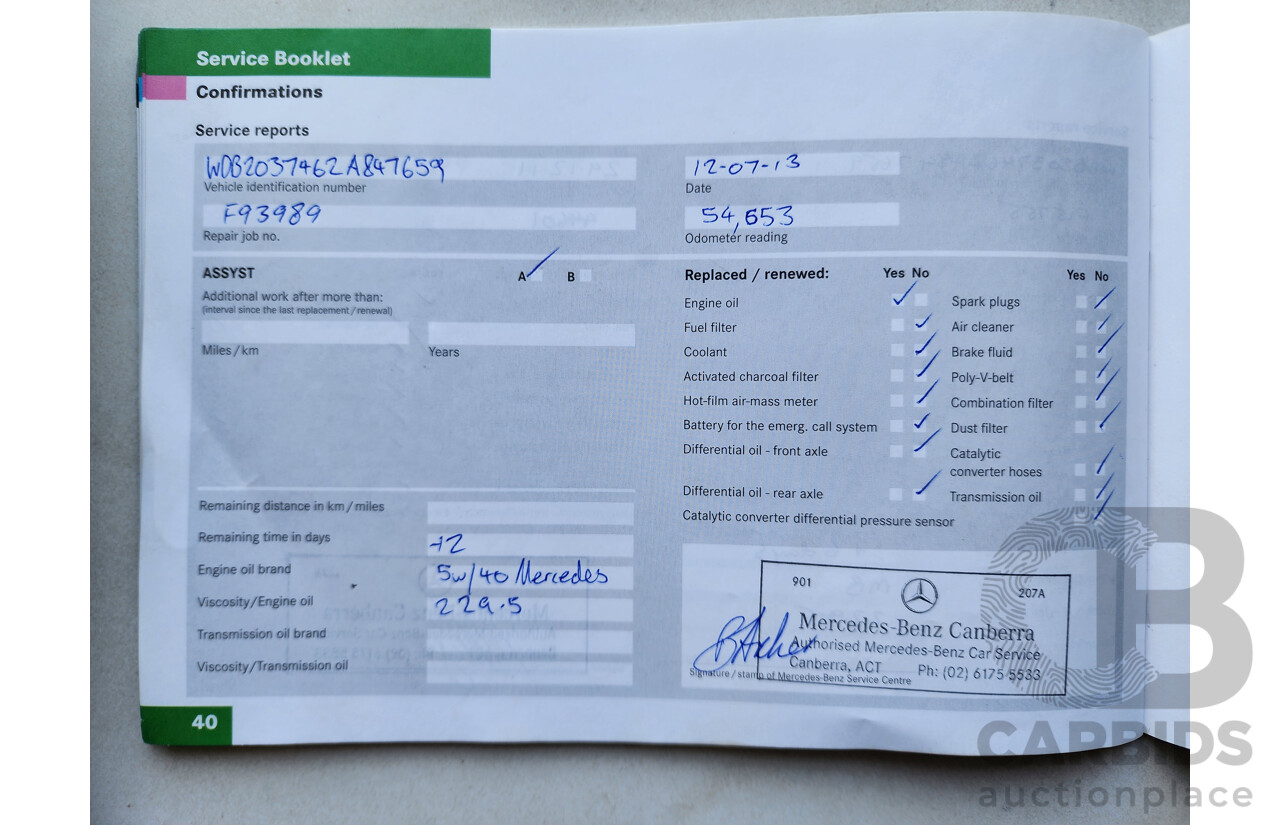 Service Booklet
Confirmations
Service reports
WDB2037462A847659
12-07-13
Vehicle identification number
Date
F93989
54,653
Repair job no.
Odometer reading
ASSYST
A
B
Replaced / renewed:
Yes No
Yes No
Additional work after more than:
(interval since the last replacement / renewal)
Engine oil
Spark plugs
Fuel filter
Air cleaner
Miles/km
Years
Coolant
Brake fluid
Activated charcoal filter
Poly-V-belt
Hot-film air-mass meter
Combination filter
Battery for the emerg. call system
Dust filter
Differential oil - front axle
Catalytic
converter hoses
Differential oil - rear axle
Transmission oil
Catalytic converter differential pressure sensor
Remaining distance in km/miles
Remaining time in days
+2
Engine oil brand
5w/40 Mercedes
Viscosity/Engine oil
229.5
Transmission oil brand
Viscosity/Transmission oil
901
207A
Mercedes-Benz Canberra
Authorised Mercedes-Benz Car Service
Canberra, ACT Ph: (02) 6175 5533
Signature/stamp of Mercedes-Benz Service Centre
40
CARBIDS
auctionplace